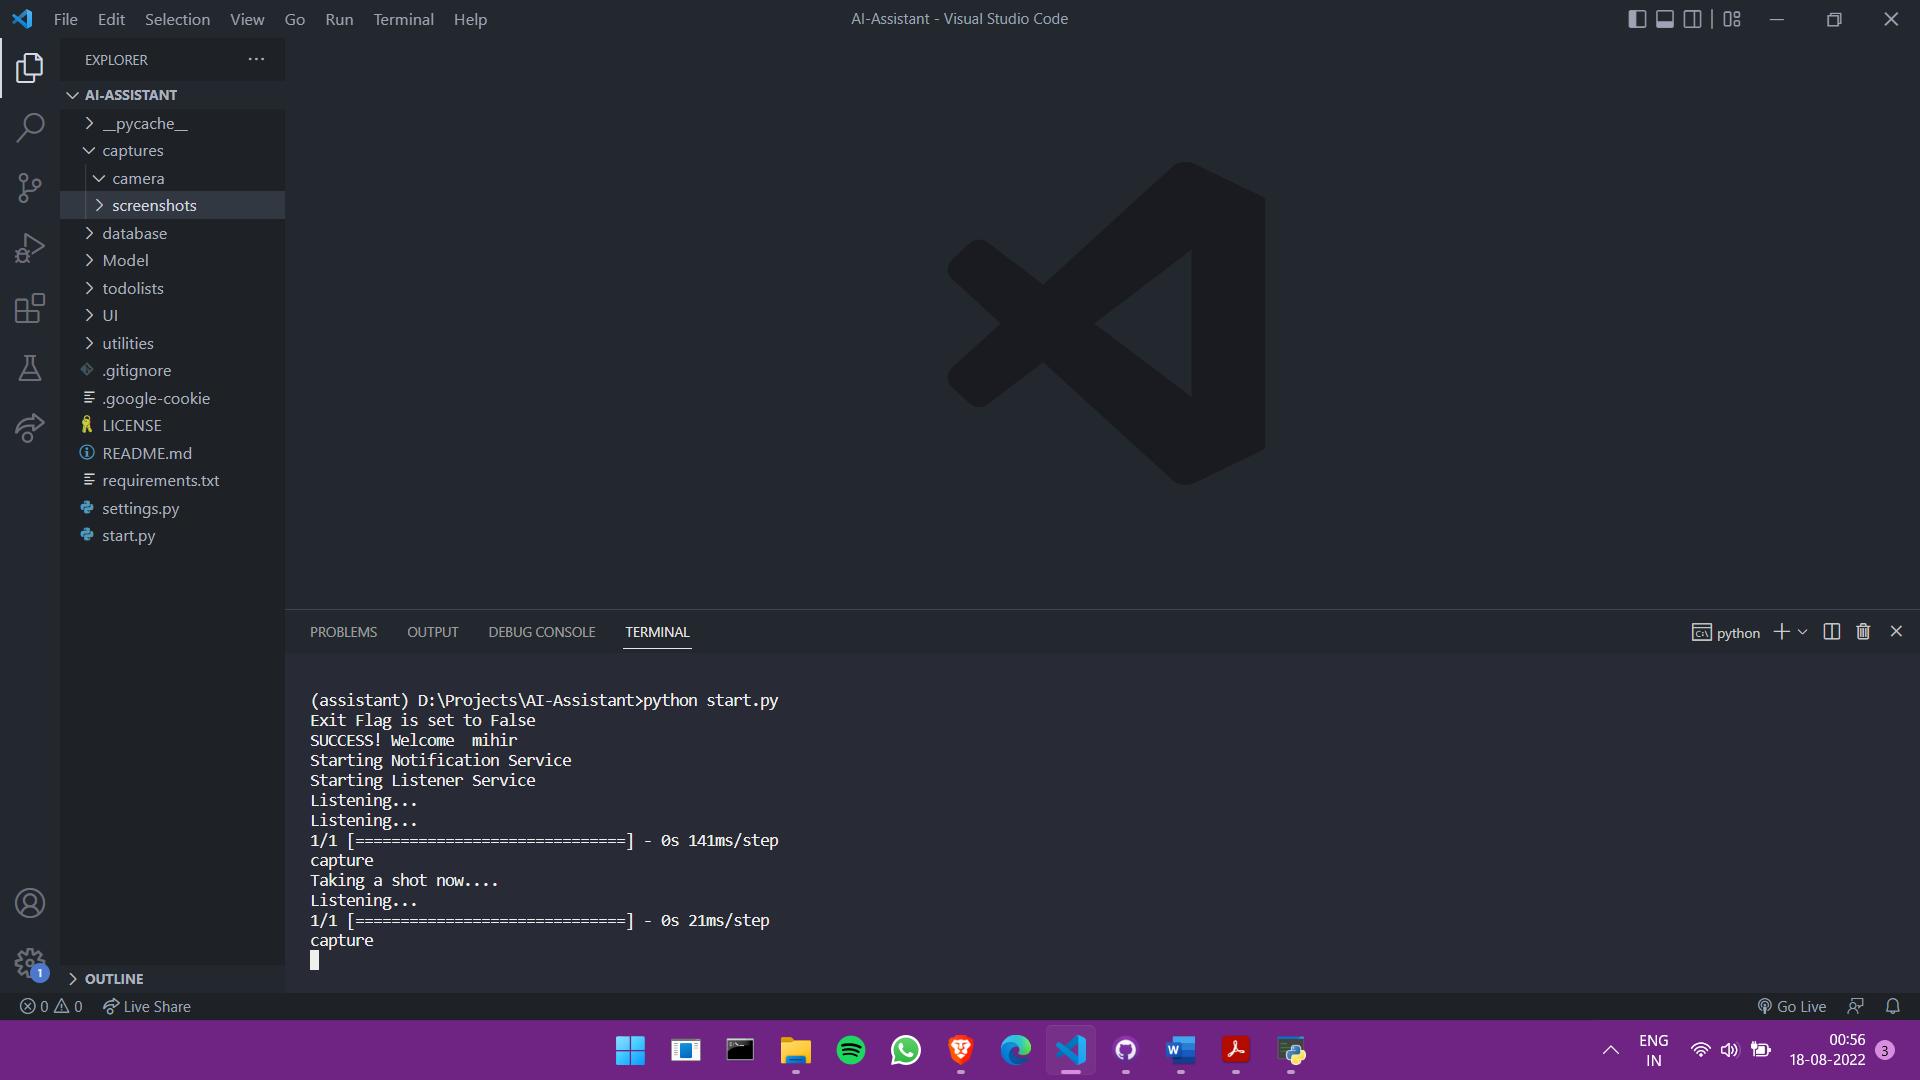 File Edit Selection View Go Run Terminal Help
AI-Assistant - Visual Studio Code
EXPLORER
AI-ASSISTANT
__pycache__
captures
camera
screenshots
database
Model
todolists
UI
utilities
.gitignore
.google-cookie
LICENSE
README.md
requirements.txt
settings.py
start.py
OUTLINE
PROBLEMS OUTPUT DEBUG CONSOLE TERMINAL
python
(assistant) D:\Projects\AI-Assistant>python start.py
Exit Flag is set to False
SUCCESS! Welcome  mihir
Starting Notification Service
Starting Listener Service
Listening...
Listening...
1/1 [==============================] - 0s 141ms/step
capture
Taking a shot now....
Listening...
1/1 [==============================] - 0s 21ms/step
capture
1
0 0 Live Share
Go Live
W
ENG
IN
00:56
18-08-2022
3